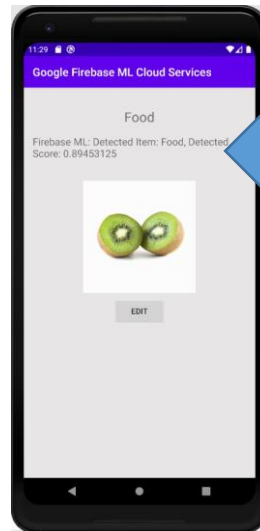 11:29
Google Firebase ML Cloud Services
Food
Firebase ML: Detected Item: Food, Detected
Score: 0.89453125
EDIT